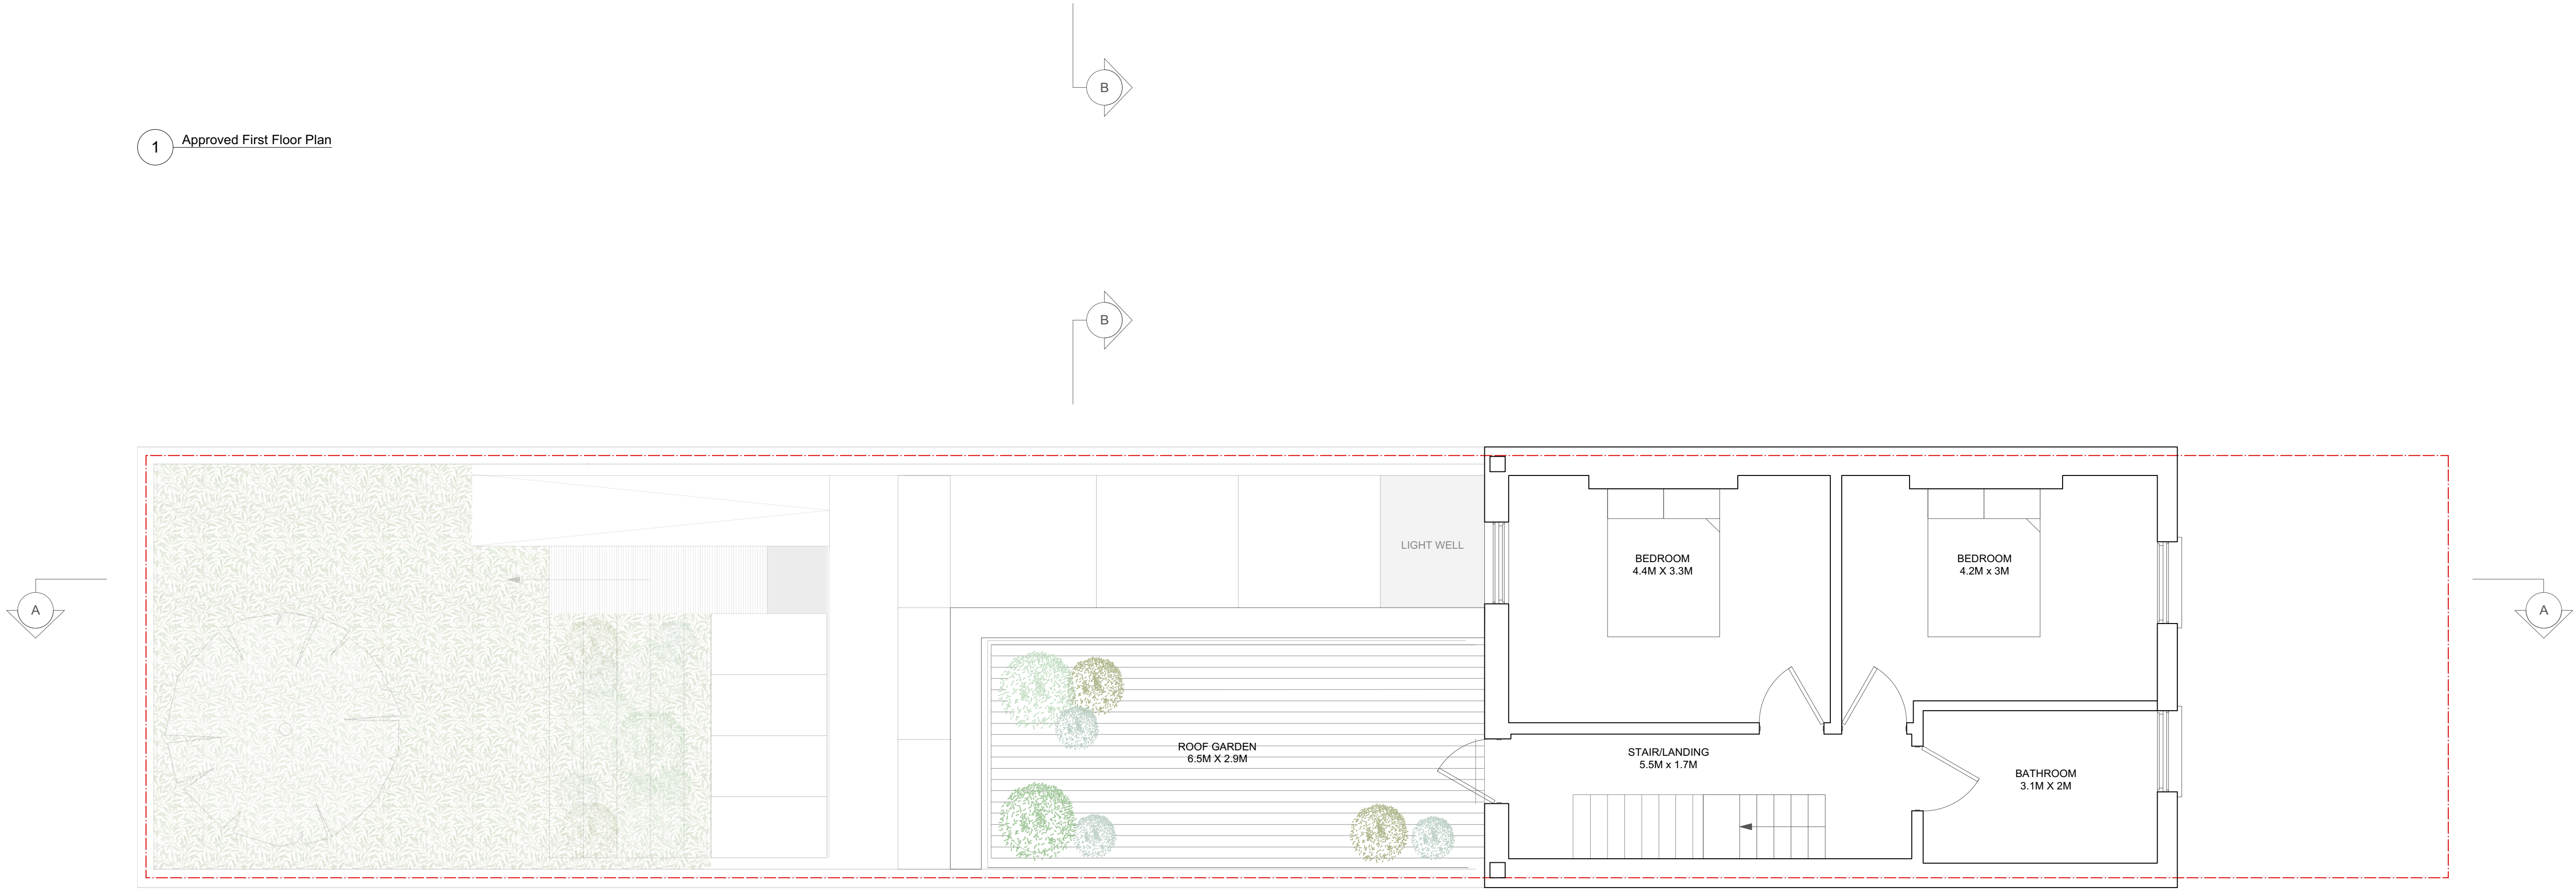 B
1
Approved First Floor Plan
B
LIGHT WELL
BEDROOM
4.4M X 3.3M
BEDROOM
4.2M x 3M
A
A
ROOF GARDEN
6.5M X 2.9M
STAIR/LANDING
5.5M x 1.7M
BATHROOM
3.1M X 2M